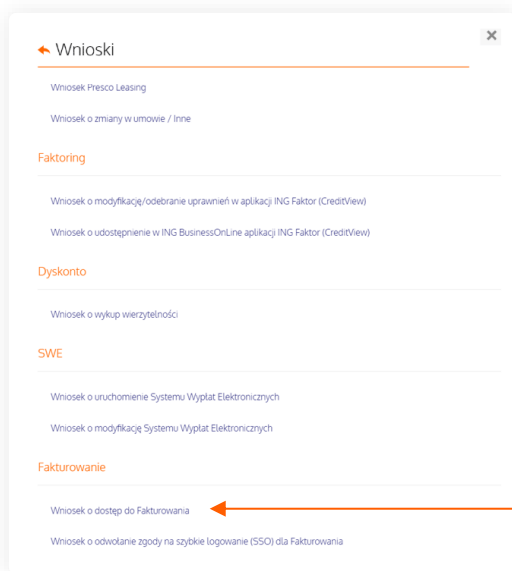 Wnioski
Wniosek Presco Leasing
Wniosek o zmiany w umowie / Inne
Faktoring
Wniosek o modyfikację/odebranie uprawnień w aplikacji ING Faktor (CreditView)
Wniosek o udostępnienie w ING BusinessOnLine aplikacji ING Faktor (CreditView)
Dyskonto
Wniosek o wykup wierzytelności
SWE
Wniosek o uruchomienie Systemu Wypłat Elektronicznych
Wniosek o modyfikację Systemu Wypłat Elektronicznych
Fakturowanie
Wniosek o dostęp do Fakturowania
Wniosek o odwołanie zgody na szybkie logowanie (SSO) dla Fakturowania